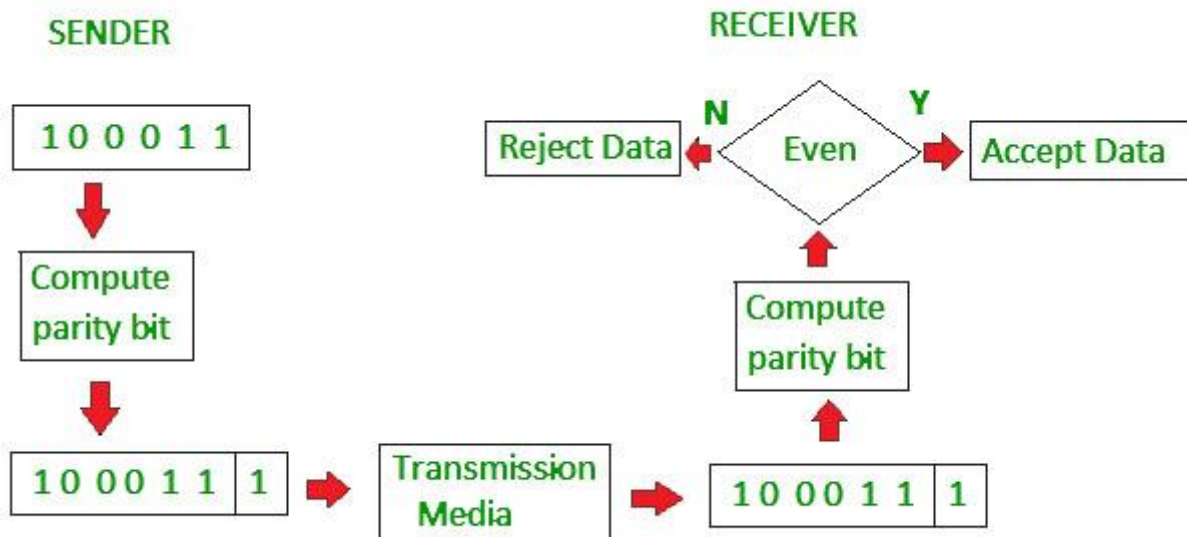 SENDER
1 0 0 0 1 1
Compute
parity bit
1 0 0 0 1 1 1
Transmission
Media
RECEIVER
N
Y
Reject Data
Even
Accept Data
Compute
parity bit
1 0 0 0 1 1 1